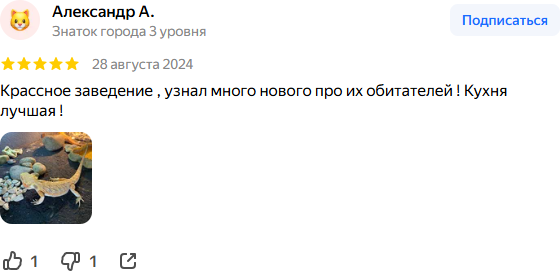 Александр А.
Знаток города 3 уровня
Подписаться
28 августа 2024
Крассное заведение , узнал много нового про их обитателей ! Кухня
лучшая !
1
1